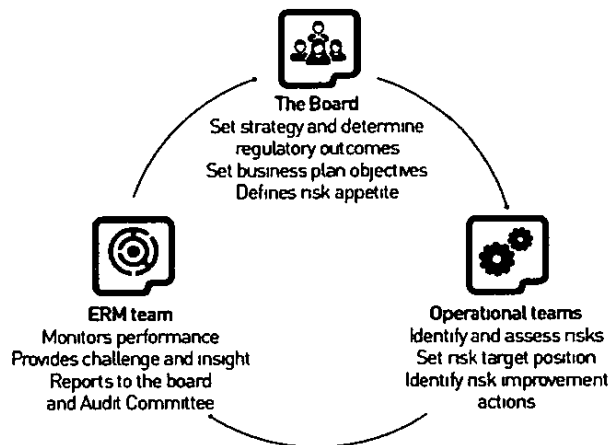 The Board
Set strategy and determine
regulatory outcomes
Set business plan objectives
Defines risk appetite
Operational teams
Identify and assess risks
Set risk target position
Identify risk improvement
actions
ERM team
Monitors performance
Provides challenge and insight
Reports to the board
and Audit Committee